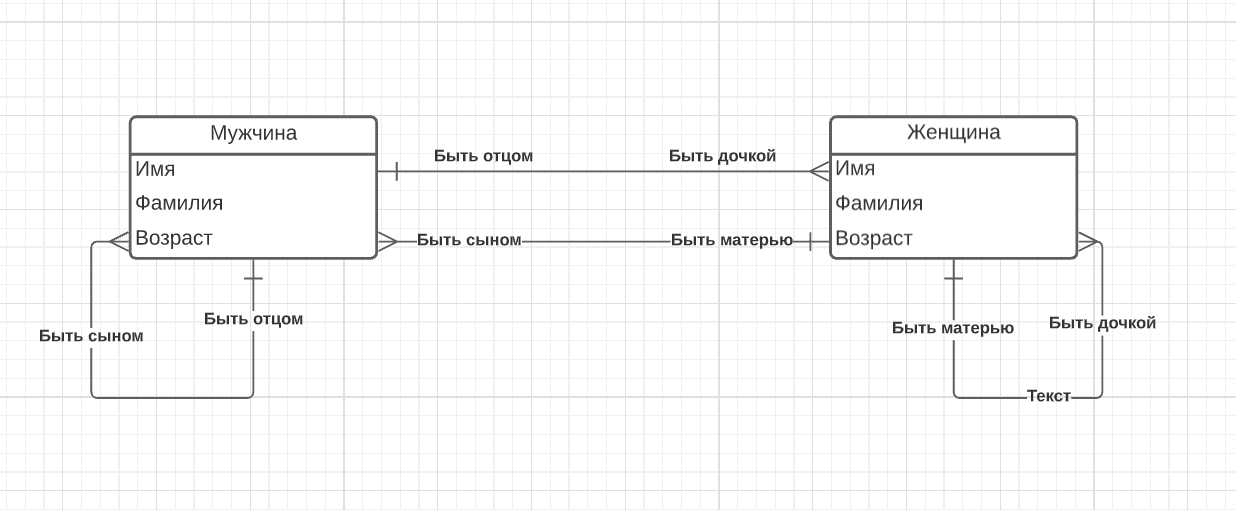 Мужчина
Имя
Фамилия
Возраст
Быть отцом
Быть дочкой
Быть сыном
Быть матерью
Женщина
Имя
Фамилия
Возраст
Быть сыном
Быть отцом
Быть матерью
Быть дочкой
Текст